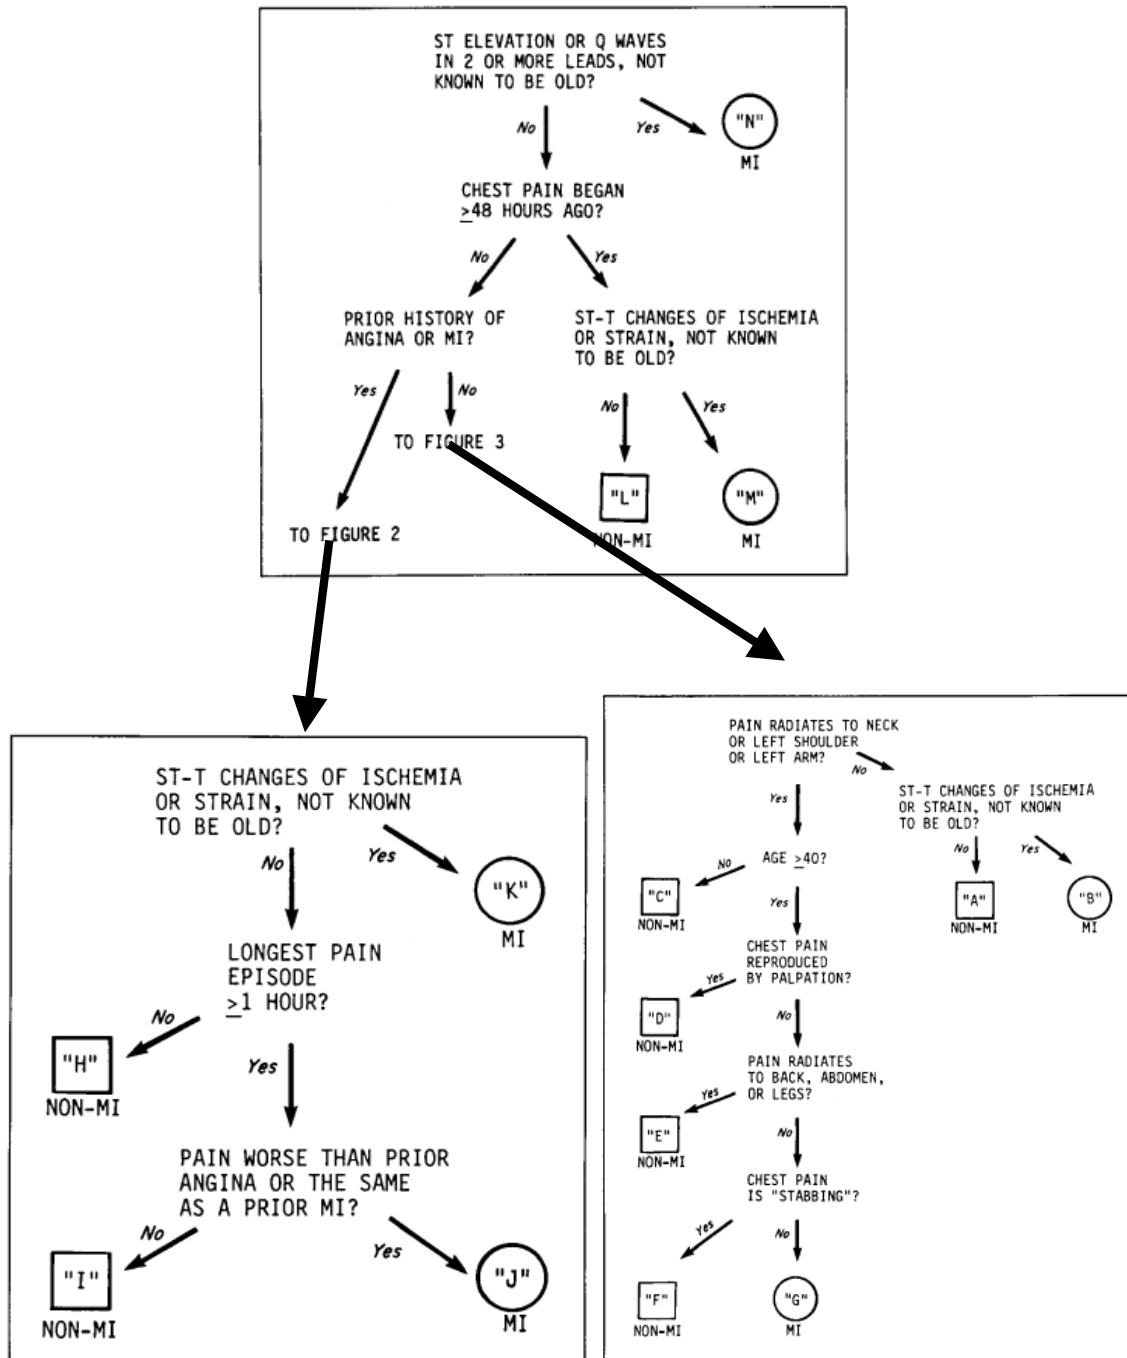 ST ELEVATION OR Q WAVES
IN 2 OR MORE LEADS, NOT
KNOWN TO BE OLD?
No
Yes
"N"
MI
CHEST PAIN BEGAN
≥48 HOURS AGO?
No
Yes
PRIOR HISTORY OF
ANGINA OR MI?
ST-T CHANGES OF ISCHEMIA
OR STRAIN, NOT KNOWN
TO BE OLD?
Yes
No
No
Yes
TO FIGURE 3
"L"
"M"
TO FIGURE 2
NON-MI
MI
ST-T CHANGES OF ISCHEMIA
OR STRAIN, NOT KNOWN
TO BE OLD?
No
Yes
"K"
MI
LONGEST PAIN
EPISODE
≥1 HOUR?
No
"H"
NON-MI
Yes
PAIN WORSE THAN PRIOR
ANGINA OR THE SAME
AS A PRIOR MI?
No
Yes
"I"
"J"
NON-MI
MI
PAIN RADIATES TO NECK
OR LEFT SHOULDER
OR LEFT ARM?
No
Yes
ST-T CHANGES OF ISCHEMIA
OR STRAIN, NOT KNOWN
TO BE OLD?
No
Yes
"A"
"B"
NON-MI
MI
AGE ≥40?
No
"C"
NON-MI
Yes
CHEST PAIN
REPRODUCED
BY PALPATION?
Yes
"D"
NON-MI
No
PAIN RADIATES
TO BACK, ABDOMEN,
OR LEGS?
Yes
"E"
NON-MI
No
CHEST PAIN
IS "STABBING"?
Yes
No
"F"
"G"
NON-MI
MI